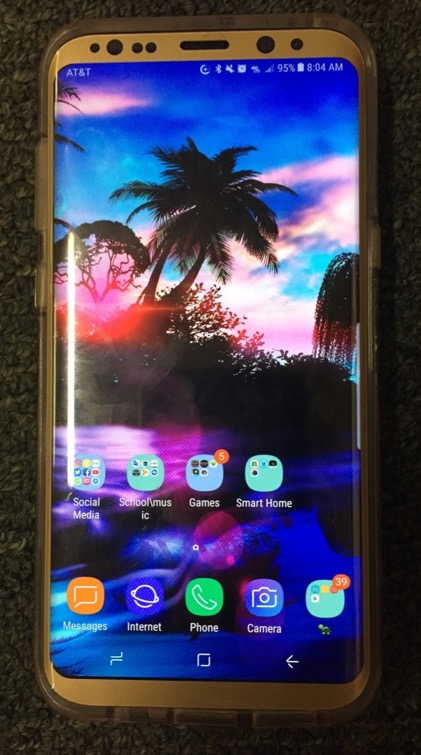 AT&T
95% 8:04 AM
5
Social
Media
School\mus
ic
Games
Smart Home
39
Messages
Internet
Phone
Camera